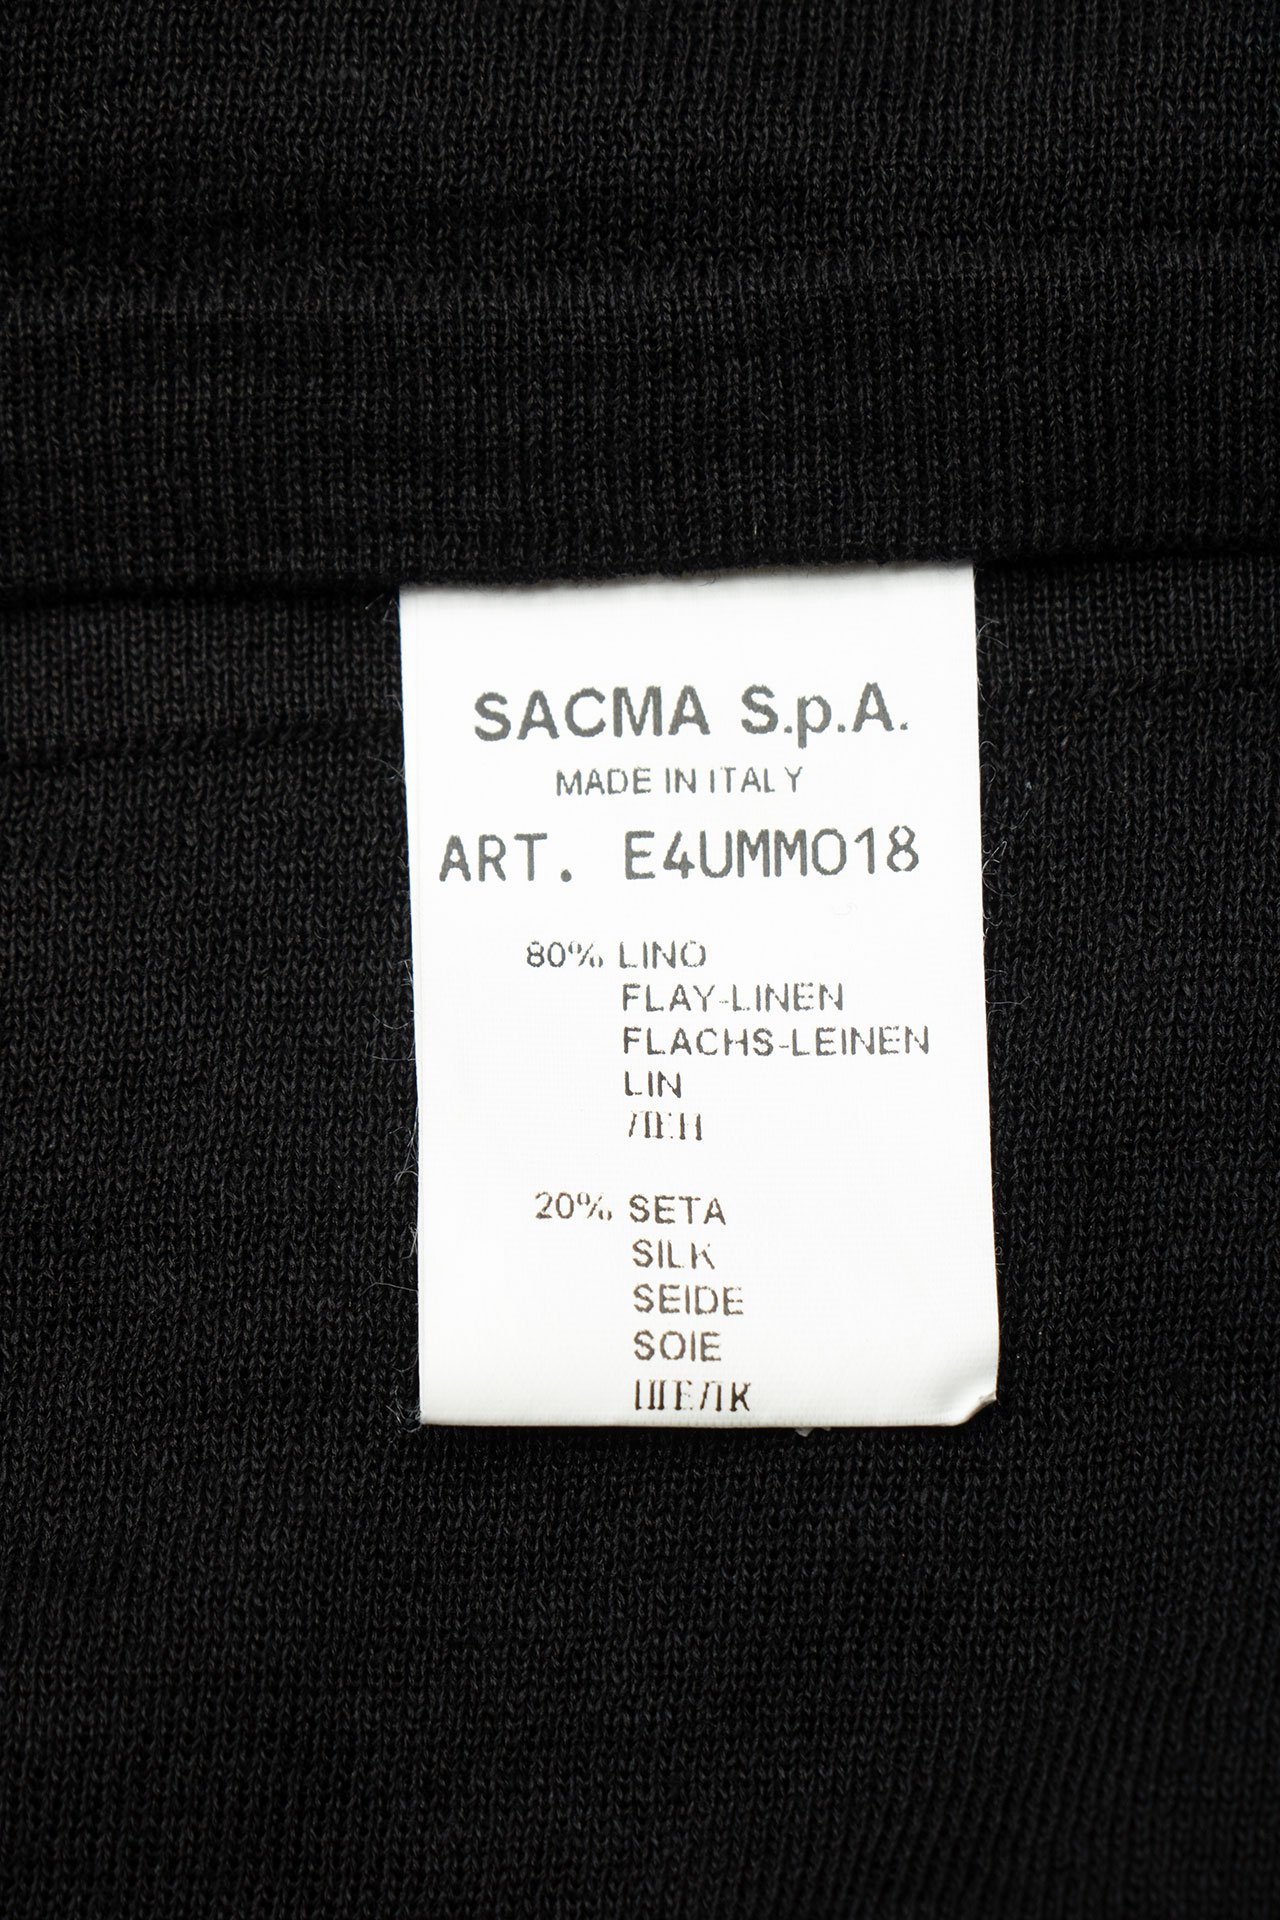 SACMA S.p.A.
MADE IN ITALY
ART. E4UMM018
80% LINO
FLAY-LINEN
FLACHS-LEINEN
LIN
ЛЕН
20% SETA
SILK
SEIDE
SOIE
ШЕЛК